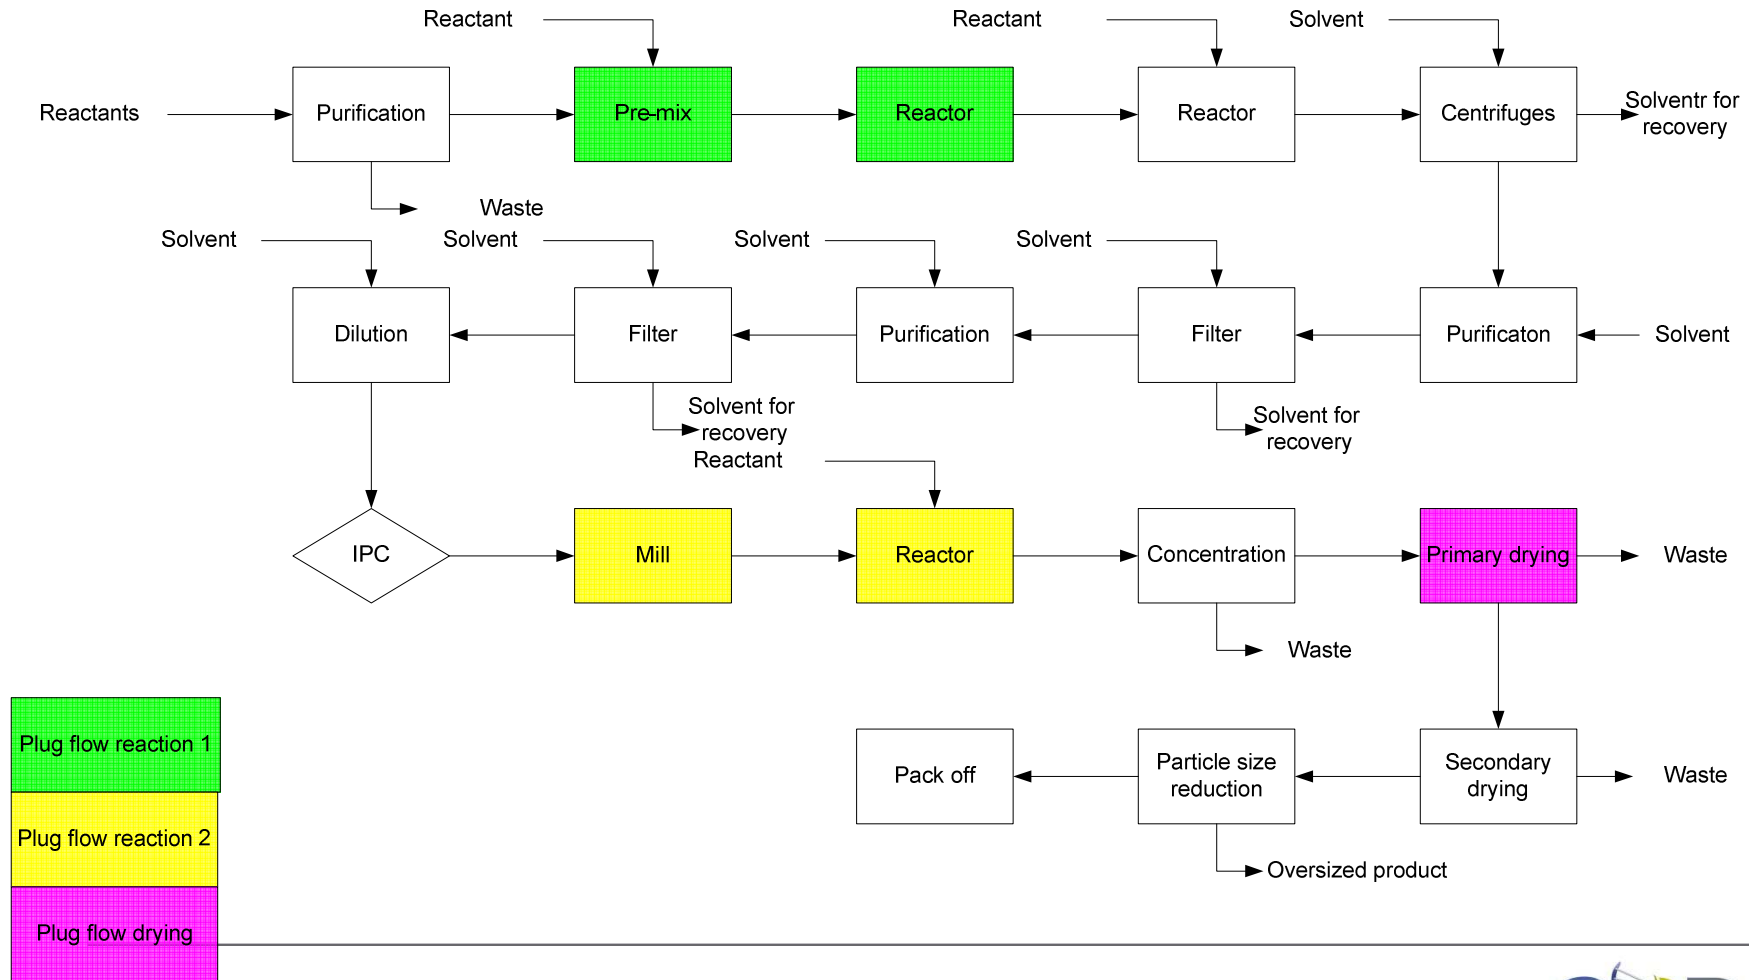 Reactant
Reactant
Solvent
Reactants
Purification
Pre-mix
Reactor
Reactor
Centrifuges
Solventr for
recovery
Waste
Solvent
Solvent
Solvent
Solvent
Dilution
Filter
Purification
Filter
Purificaton
Solvent
Solvent for
recovery
Solvent for
recovery
Reactant
IPC
Mill
Reactor
Concentration
Primary drying
Waste
Waste
Pack off
Particle size
reduction
Secondary
drying
Waste
Oversized product
Plug flow reaction 1
Plug flow reaction 2
Plug flow drying